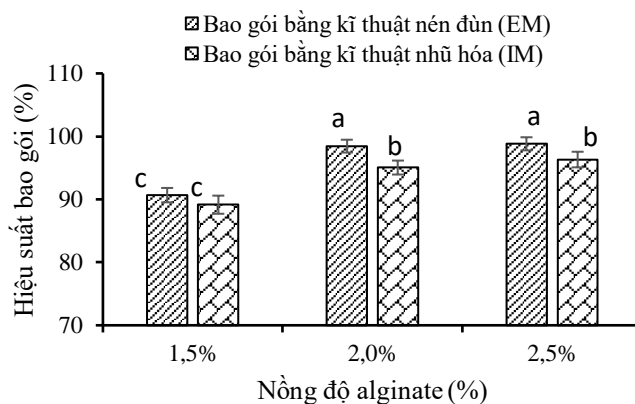 Bao gói bằng kĩ thuật nén đùn (EM)
Bao gói bằng kĩ thuật nhũ hóa (IM)
Hiệu suất bao gói (%)
110
100
90
80
70
c c
a b
a b
1,5% 2,0% 2,5%
Nồng độ alginate (%)